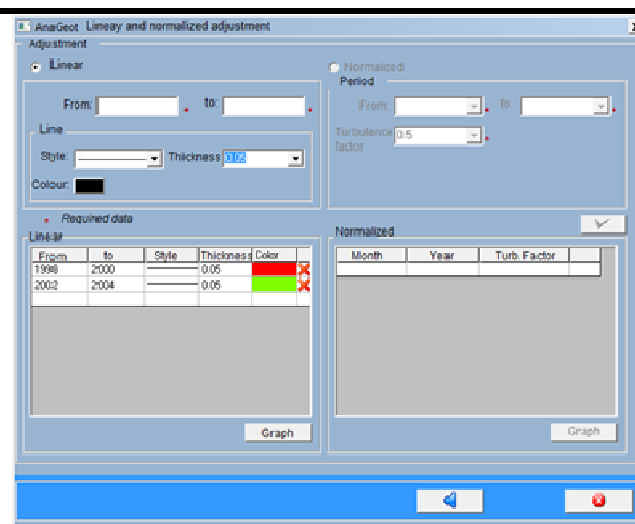 AnaGeot Limeay and normalized adjustment
Adjustment
Linear
Normalized
Period
From: to:
From: to:
Line
Style: Thickness 0.05
Turbulence factor 0.5
Colour:
Required data
Linear
Normalized
From to Style Thickness Color
1998 2000 0.05
2002 2004 0.05
Month Year Turb. Factor
Graph
Graph